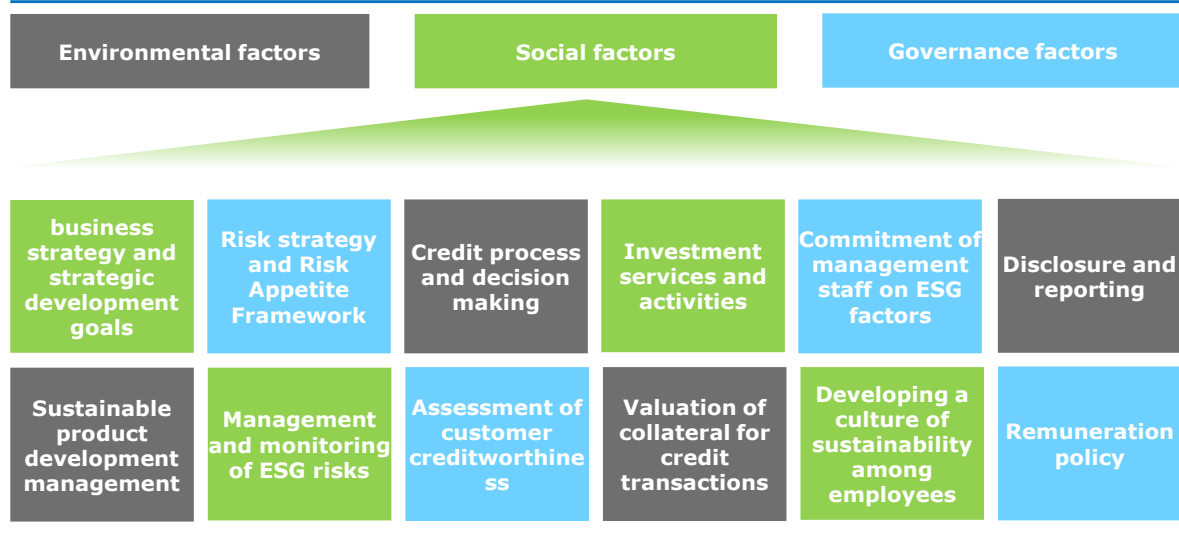 Environmental factors
Social factors
Governance factors
business
strategy and
strategic
development
goals
Risk strategy
and Risk
Appetite
Framework
Credit process
and decision
making
Investment
services and
activities
Commitment of
management
staff on ESG
factors
Disclosure and
reporting
Sustainable
product
development
management
Management
and monitoring
of ESG risks
Assessment of
customer
creditworthine
ss
Valuation of
collateral for
credit
transactions
Developing a
culture of
sustainability
among
employees
Remuneration
policy